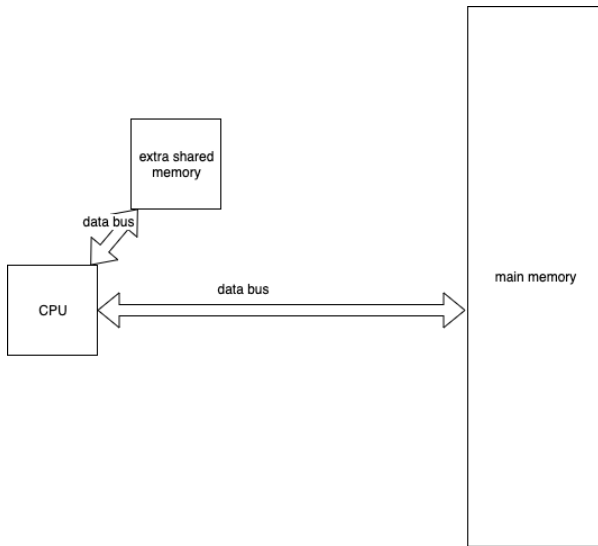 extra shared
memory
data bus
data bus
CPU
main memory